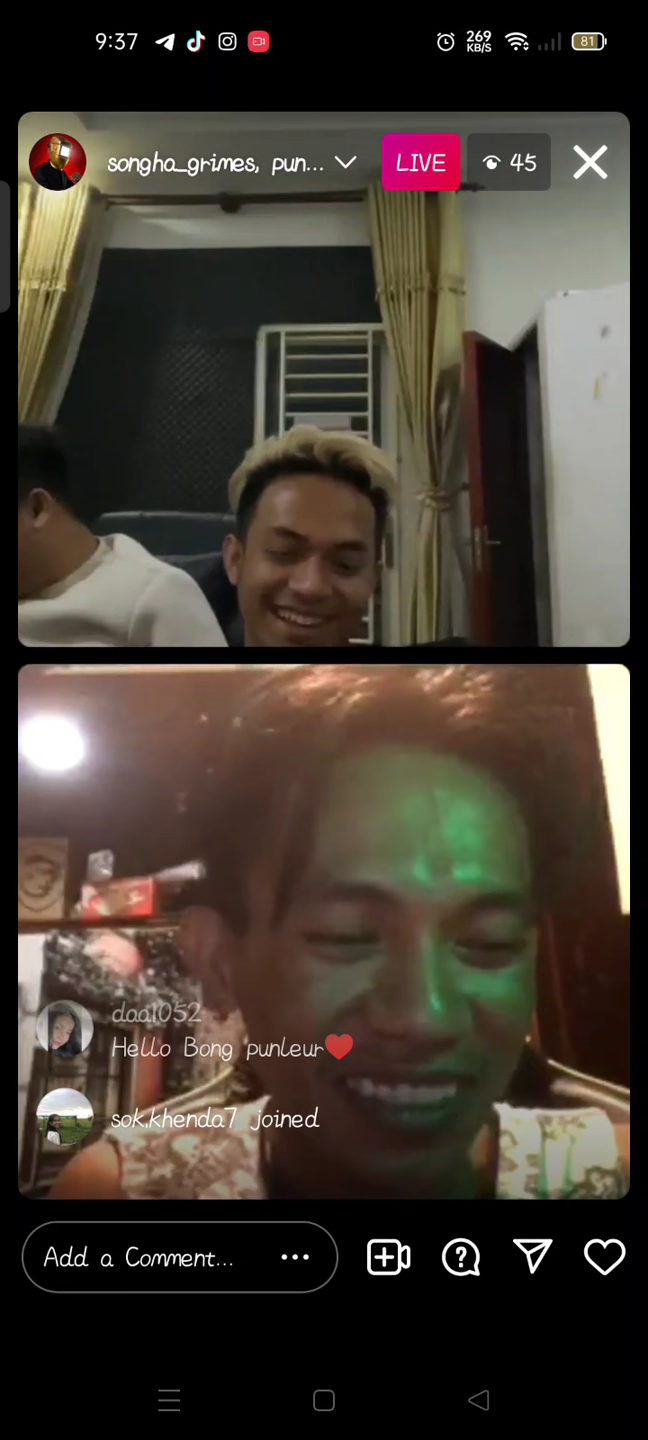 9:37
269
KB/S
81
songha_grimes, pun...
LIVE
45
daa1052
Hello Bong punleur❤️
sok.khenda7 joined
Add a Comment...